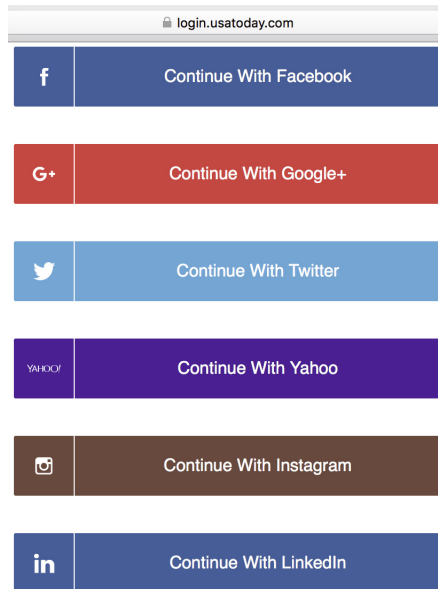 login.usatoday.com
f Continue With Facebook
G+ Continue With Google+
Continue With Twitter
YAHOO! Continue With Yahoo
Continue With Instagram
in Continue With LinkedIn